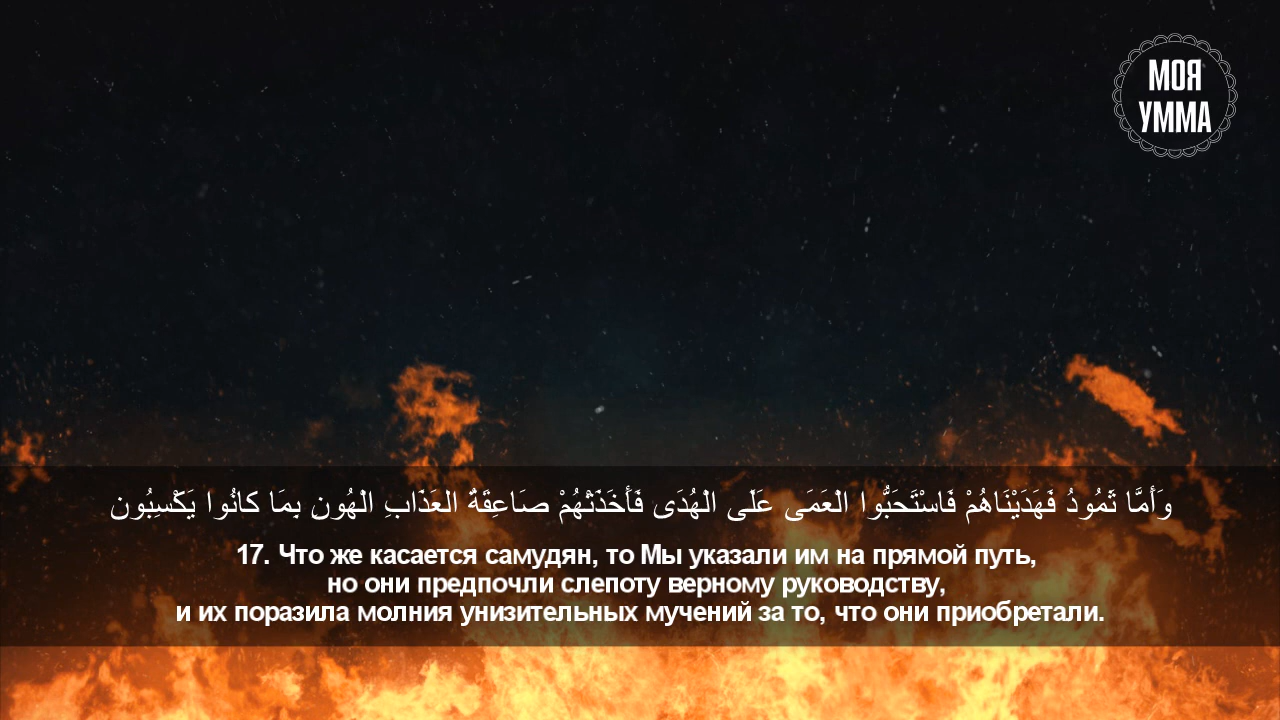 МОЯ
УММА
وَأَمَّا ثَمُودُ فَهَدَيْنَاهُمْ فَاسْتَحَبُّوا الْعَمَى عَلَى الْهُدَى فَأَخَذَتْهُمْ صَاعِقَةُ الْعَذَابِ الْهُونِ بِمَا كَانُوا يَكْسِبُون
17. Что же касается самудян, то Мы указали им на прямой путь,
но они предпочли слепоту верному руководству,
и их поразила молния унизительных мучений за то, что они приобретали.